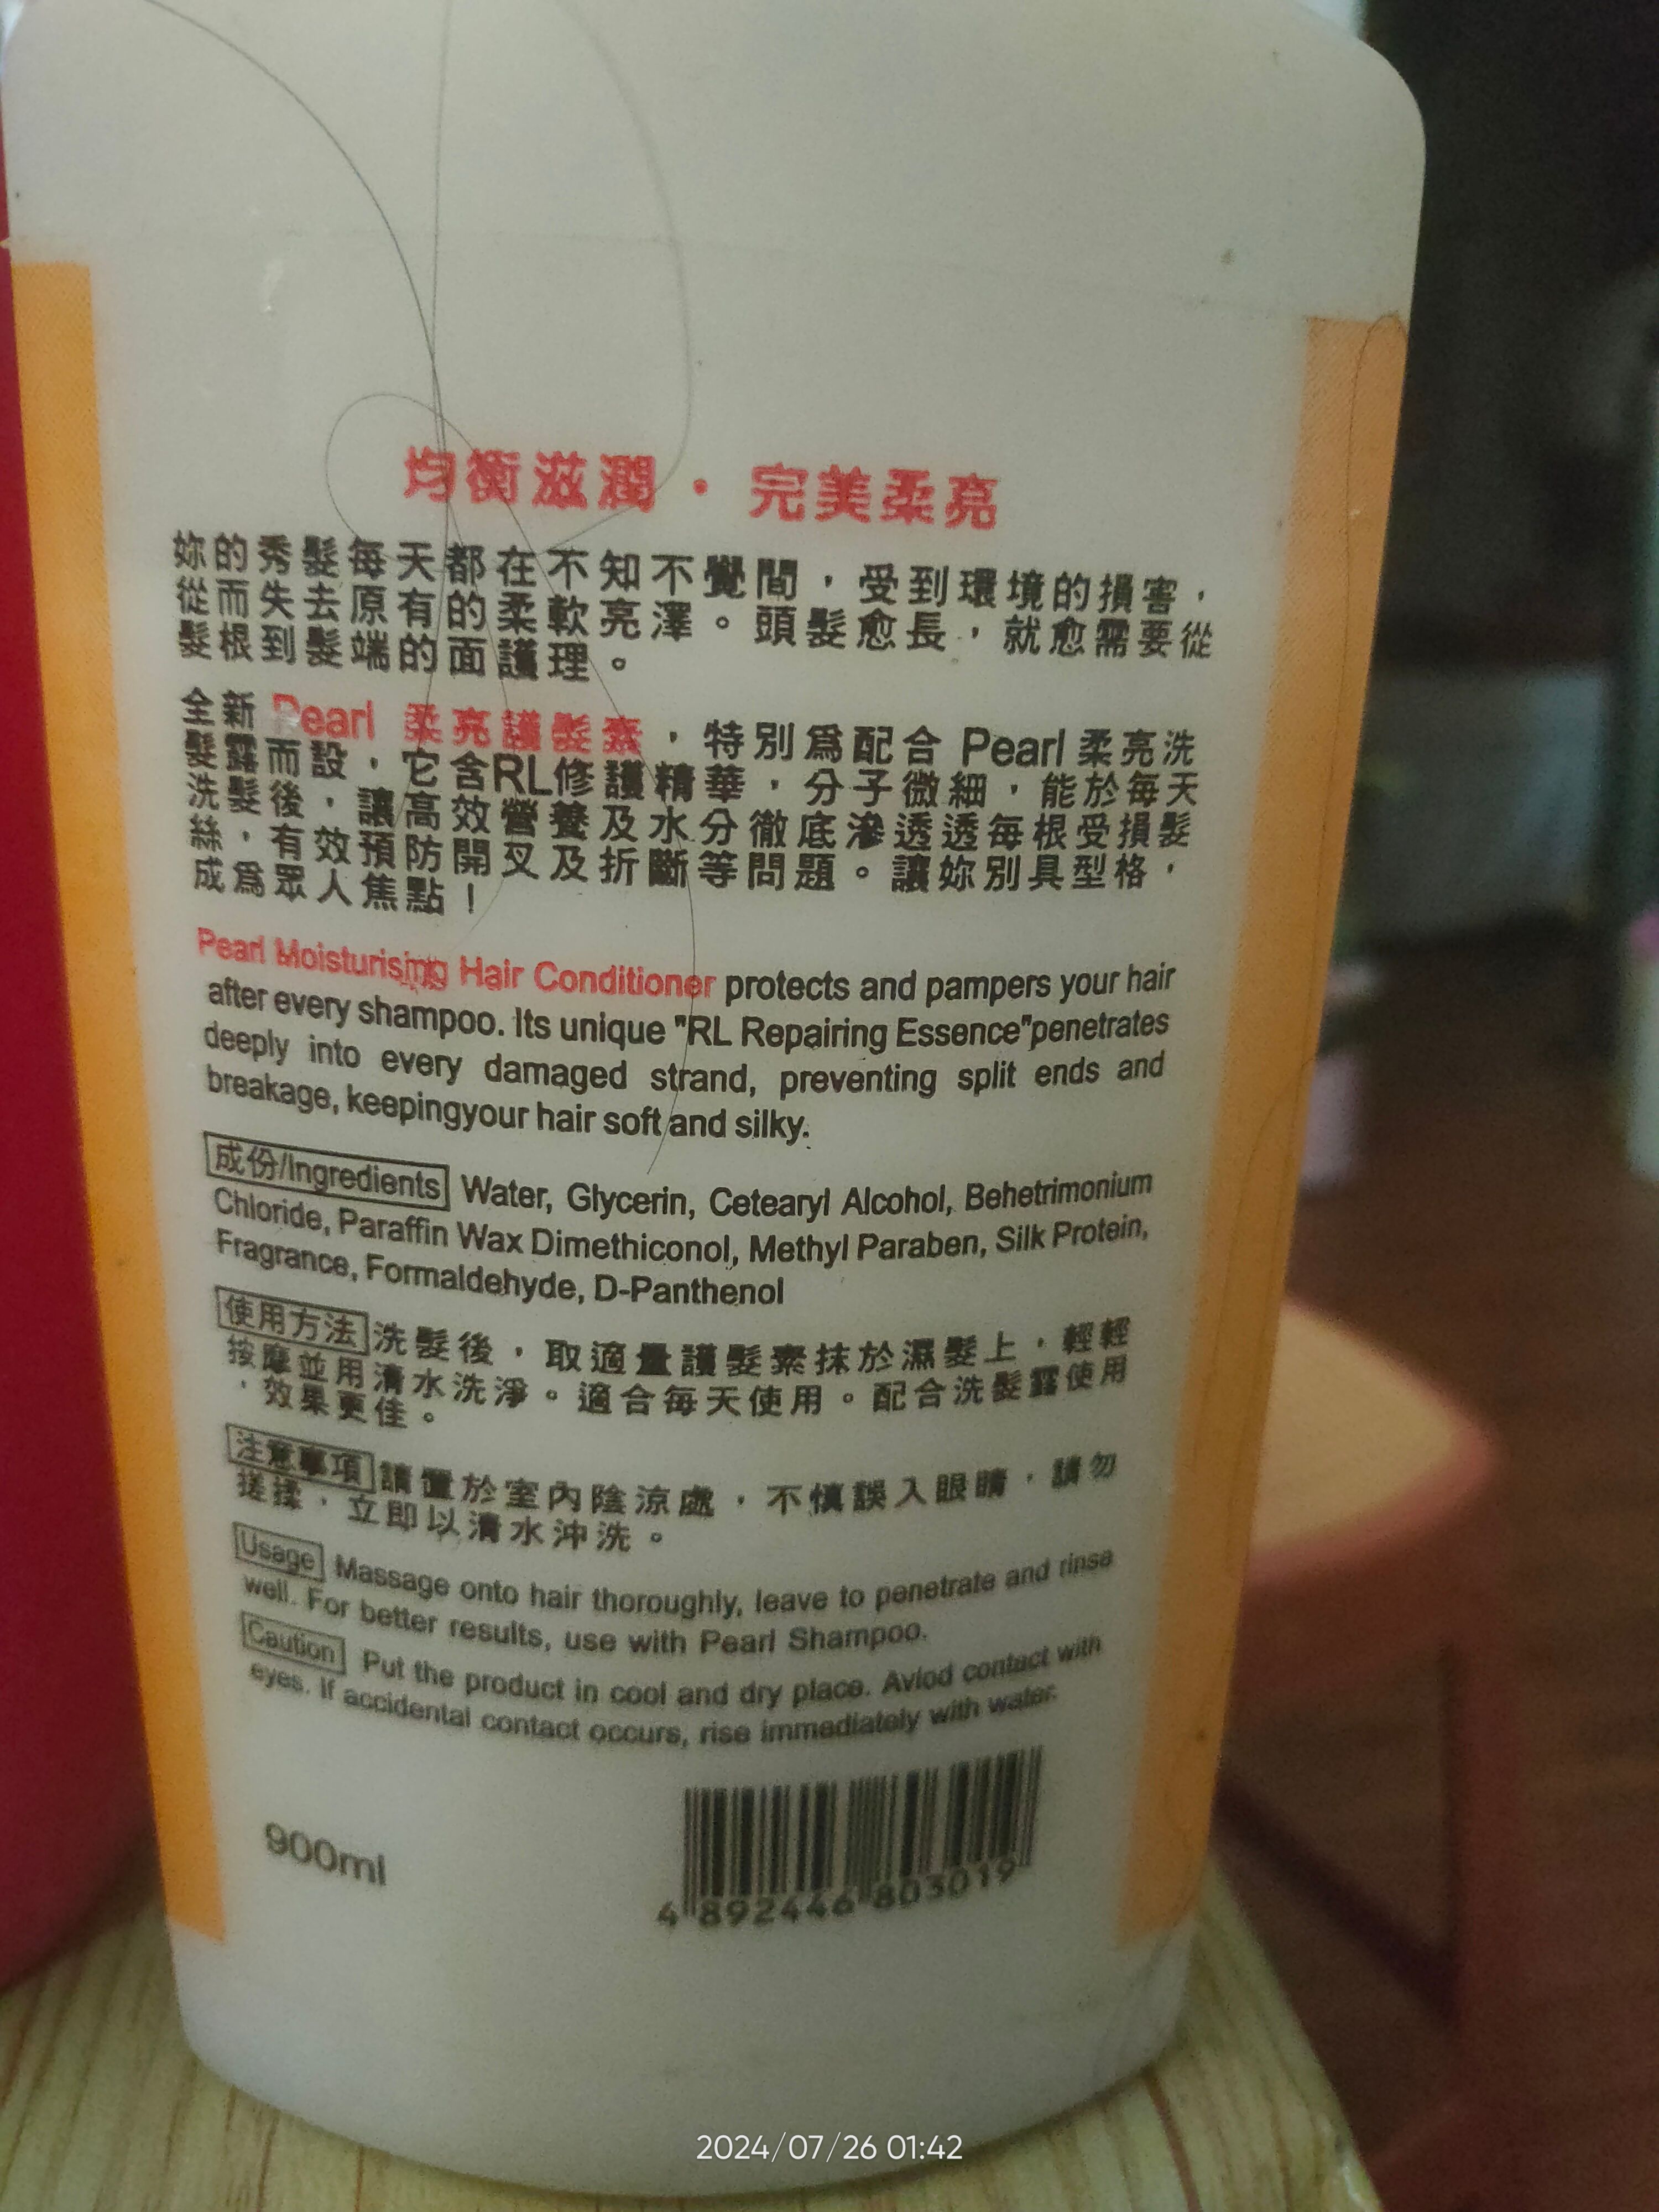 均衡滋潤·完美柔亮
妳的秀髮每天都在不知不覺間，受到環境的損害，
從而失去原有的柔軟亮澤。頭髮愈長，就愈需要從
髮根到髮端的面護理。
全新 Pearl 柔亮護髮素，特別爲配合 Pearl 柔亮洗
髮露而設，它含RL修護精華，分子微細，能於每天
洗髮後，讓高效營養及水分徹底滲透透每根受損髮
絲，有效預防開叉及折斷等問題。讓妳別具型格，
成爲眾人焦點！
Pearl Moisturising Hair Conditioner protects and pampers your hair
after every shampoo. Its unique "RL Repairing Essence"penetrates
deeply into every damaged strand, preventing split ends and
breakage, keepingyour hair soft and silky.
成份/Ingredients Water, Glycerin, Cetearyl Alcohol, Behetrimonium
Chloride, Paraffin Wax Dimethiconol, Methyl Paraben, Silk Protein,
Fragrance, Formaldehyde, D-Panthenol
使用方法 洗髮後，取適量護髮素抹於濕髮上，輕輕
按摩並用清水洗淨。適合每天使用。配合洗髮露使用
，效果更佳。
注意事項 請置於室內陰涼處，不慎誤入眼睛，請勿
搓揉，立即以清水沖洗。
Usage Massage onto hair thoroughly, leave to penetrate and rinse
well. For better results, use with Pearl Shampoo.
Caution Put the product in cool and dry place. Aviod contact with
eyes. If accidental contact occurs, rise immediately with water.
900ml
4 892446 803019
2024/07/26 01:42